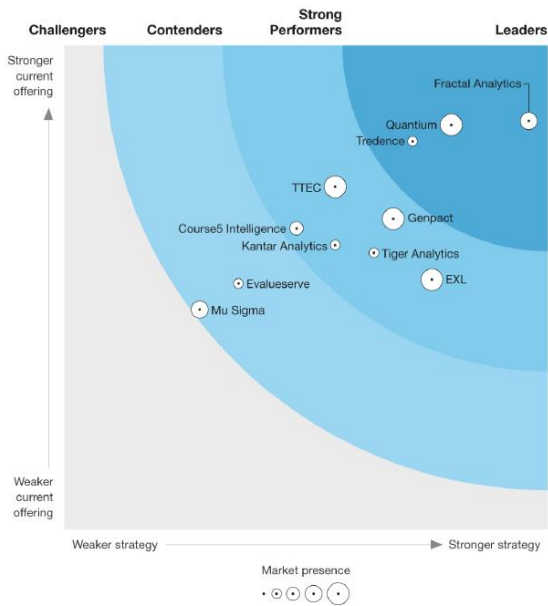 Challengers
Contenders
Strong
Performers
Leaders
Stronger
current
offering
Fractal Analytics
Quantium
Tredence
TTEC
Genpact
Course5 Intelligence
Kantar Analytics
Tiger Analytics
EXL
Evalueserve
Mu Sigma
Weaker
current
offering
Weaker strategy
Stronger strategy
Market presence